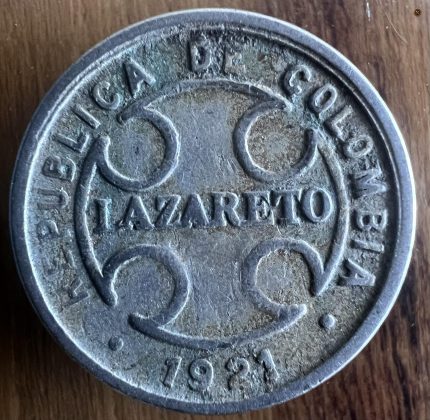 REPUBLICA DE COLOMBIA
LAZARETO
1921